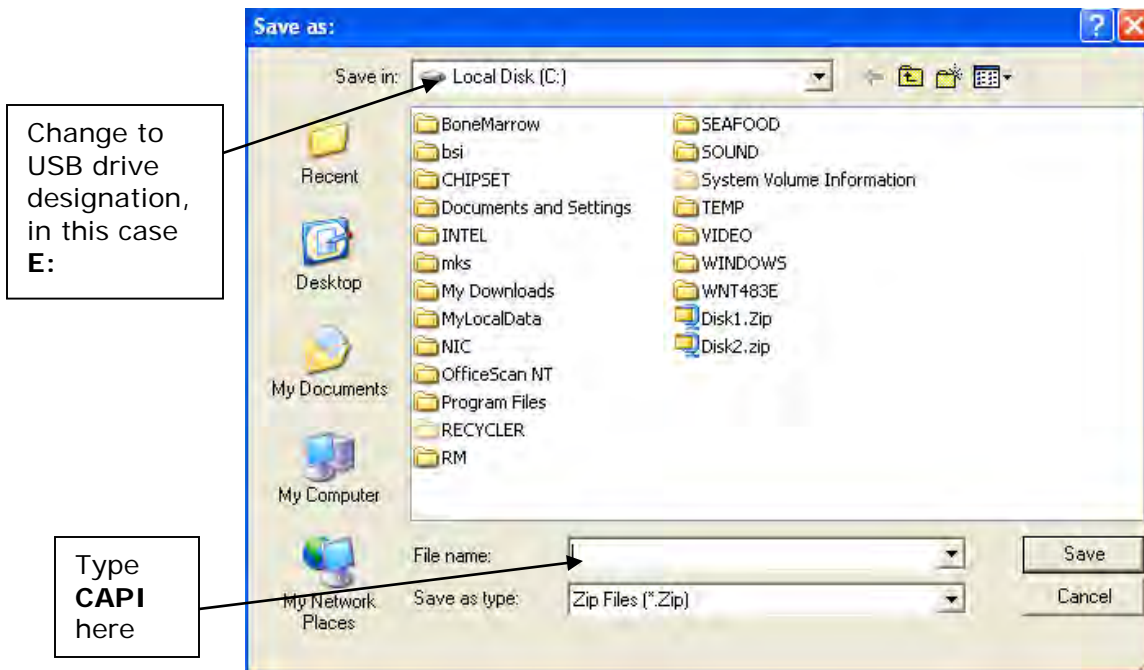 Save as:
Save in:
Local Disk (C:)
Change to
USB drive
designation,
in this case
E:
Recent
Desktop
My Documents
My Computer
My Network
Places
BoneMarrow
bsi
CHIPSET
Documents and Settings
INTEL
mks
My Downloads
MyLocalData
NIC
OfficeScan NT
Program Files
RECYCLER
RM
SEAFOOD
SOUND
System Volume Information
TEMP
VIDEO
WINDOWS
WNT483E
Disk1.Zip
Disk2.zip
Type
CAPI
here
File name:
Save
Save as type:
Zip Files (*.Zip)
Cancel